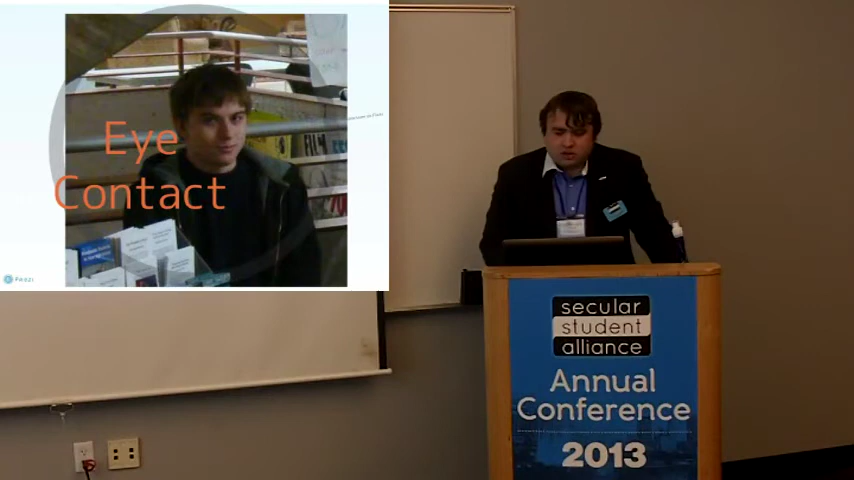 Eye
Contact
Prezi
secular
student
alliance
Annual
Conference
2013